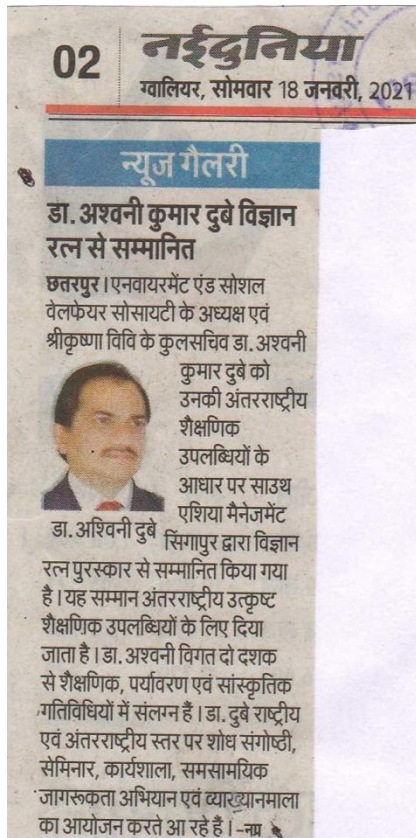 02
नईदुनिया
ग्वालियर, सोमवार 18 जनवरी, 2021
न्यूज गैलरी
डा. अश्वनी कुमार दुबे विज्ञान
रत्न से सम्मानित
छतरपुर। एनवायरमेंट एंड सोशल
वेलफेयर सोसायटी के अध्यक्ष एवं
श्रीकृष्णा विवि के कुलसचिव डा. अश्वनी
कुमार दुबे को
उनकी अंतरराष्ट्रीय
शैक्षणिक
उपलब्धियों के
आधार पर साउथ
एशिया मैनेजमेंट
डा. अश्विनी दुबे
सिंगापुर द्वारा विज्ञान
रत्न पुरस्कार से सम्मानित किया गया
है। यह सम्मान अंतरराष्ट्रीय उत्कृष्ट
शैक्षणिक उपलब्धियों के लिए दिया
जाता है। डा. अश्वनी विगत दो दशक
से शैक्षणिक, पर्यावरण एवं सांस्कृतिक
गतिविधियों में संलग्न हैं। डा. दुबे राष्ट्रीय
एवं अंतरराष्ट्रीय स्तर पर शोध संगोष्ठी,
सेमिनार, कार्यशाला, समसामयिक
जागरूकता अभियान एवं व्याख्यानमाला
का आयोजन करते आ रहे हैं। -नप्र